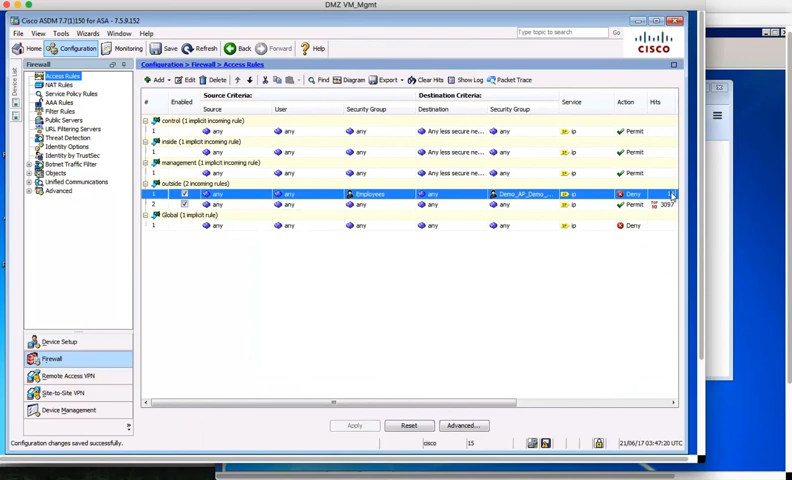 DMZ VM_Mgmt
Cisco ASDM 7.7(1)150 for ASA - 7.5.9.152
File View Tools Wizards Window Help
Type topic to search Go
Home Configuration Monitoring Save Refresh Back Forward Help
CISCO
Device List
Firewall
Configuration > Firewall > Access Rules
Access Rules
NAT Rules
Service Policy Rules
AAA Rules
Filter Rules
Public Servers
URL Filtering Servers
Threat Detection
Identity Options
Identity by TrustSec
Botnet Traffic Filter
Objects
Unified Communications
Advanced
Add Edit Delete Find Diagram Export Clear Hits Show Log Packet Trace
Source Criteria: Destination Criteria:
# Enabled Source User Security Group Destination Security Group Service Action Hits
control (1 implicit incoming rule)
1 any any any Any less secure ne... any ip Permit
inside (1 implicit incoming rule)
1 any any any Any less secure ne... any ip Permit
management (1 implicit incoming rule)
1 any any any Any less secure ne... any ip Permit
outside (2 incoming rules)
1 any any Employees any Demo_AP_Demo_... ip Deny
2 any any any any any ip Permit 3097
Global (1 implicit rule)
1 any any any any any ip Deny
Device Setup
Firewall
Remote Access VPN
Site-to-Site VPN
Device Management
Apply Reset Advanced...
Configuration changes saved successfully.
cisco 15 21/06/17 03:47:20 UTC